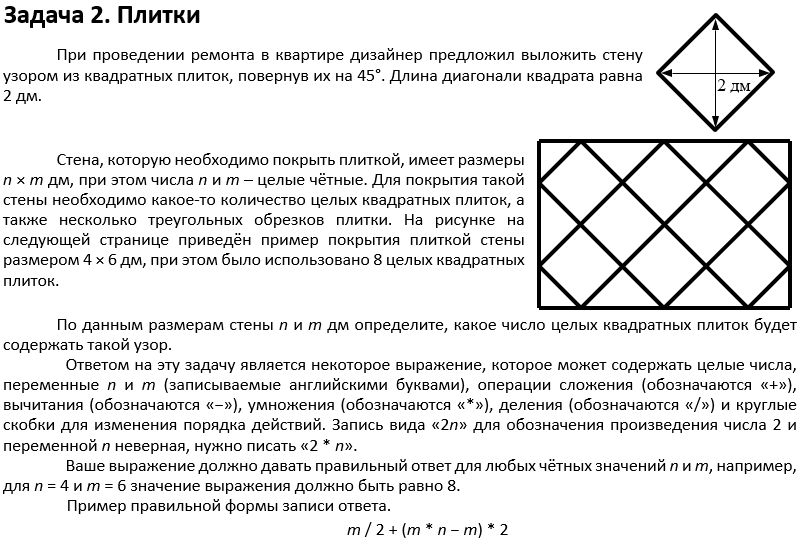 Задача 2. Плитки
При проведении ремонта в квартире дизайнер предложил выложить стену
узором из квадратных плиток, повернув их на 45°. Длина диагонали квадрата равна
2 дм.
2 дм
Стена, которую необходимо покрыть плиткой, имеет размеры
n × m дм, при этом числа n и m – целые чётные. Для покрытия такой
стены необходимо какое-то количество целых квадратных плиток, а
также несколько треугольных обрезков плитки. На рисунке на
следующей странице приведён пример покрытия плиткой стены
размером 4 × 6 дм, при этом было использовано 8 целых квадратных
плиток.
По данным размерам стены n и m дм определите, какое число целых квадратных плиток будет
содержать такой узор.
Ответом на эту задачу является некоторое выражение, которое может содержать целые числа,
переменные n и m (записываемые английскими буквами), операции сложения (обозначаются «+»),
вычитания (обозначаются «−»), умножения (обозначаются «*»), деления (обозначаются «/») и круглые
скобки для изменения порядка действий. Запись вида «2n» для обозначения произведения числа 2 и
переменной n неверная, нужно писать «2 * n».
Ваше выражение должно давать правильный ответ для любых чётных значений n и m, например,
для n = 4 и m = 6 значение выражения должно быть равно 8.
Пример правильной формы записи ответа.
m / 2 + (m * n − m) * 2